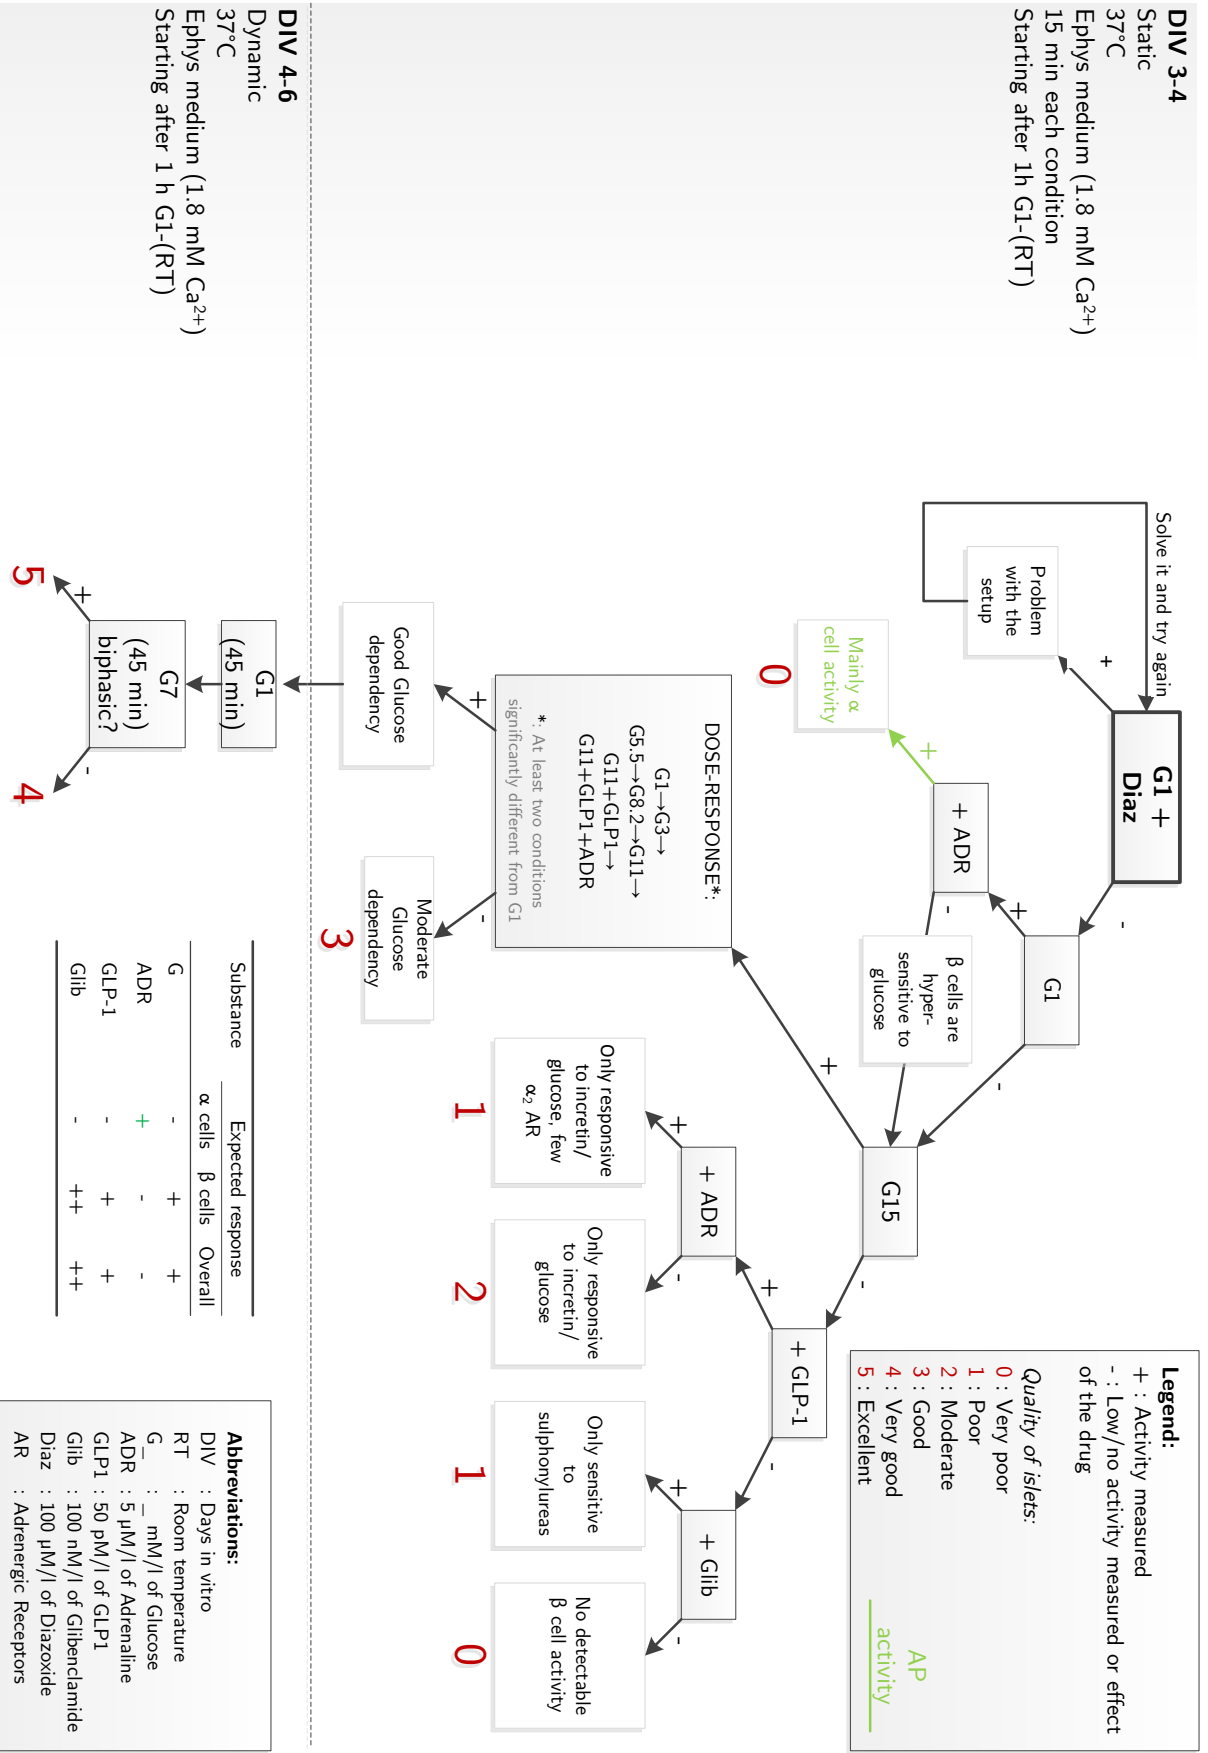 DIV 3-4
Static
37°C
Ephys medium (1.8 mM Ca²⁺)
15 min each condition
Starting after 1h G1-(RT)
Solve it and try again
G1 +
Diaz
+
-
Problem
with the
setup
G1
+
-
+ ADR
+
-
Mainly α
cell activity
0
β cells are
hyper-
sensitive to
glucose
G15
+
-
+ GLP-1
+
-
DOSE-RESPONSE*:
G1→G3→
G5.5→G8.2→G11→
G11+GLP1→
G11+GLP1+ADR
*: At least two conditions
significantly different from G1
+
-
+ ADR
+
-
+ Glib
+
-
Only responsive
to incretin/
glucose, few
α₂ AR
1
Only responsive
to incretin/
glucose
2
Only sensitive
to
sulphonylureas
1
No detectable
β cell activity
0
Good Glucose
dependency
Moderate
Glucose
dependency
3
Legend:
+ : Activity measured
- : Low/no activity measured or effect
of the drug
Quality of islets:
0 : Very poor
1 : Poor
2 : Moderate
3 : Good
4 : Very good
5 : Excellent
AP
activity
DIV 4-6
Dynamic
37°C
Ephys medium (1.8 mM Ca²⁺)
Starting after 1 h G1-(RT)
G1
(45 min)
G7
(45 min)
biphasic?
+
-
5
4
Substance Expected response
α cells β cells Overall
G - + +
ADR + - -
GLP-1 - + +
Glib - ++ ++
Abbreviations:
DIV : Days in vitro
RT : Room temperature
G_ : _ mM/l of Glucose
ADR : 5 μM/l of Adrenaline
GLP1 : 50 pM/l of GLP1
Glib : 100 nM/l of Glibenclamide
Diaz : 100 μM/l of Diazoxide
AR : Adrenergic Receptors